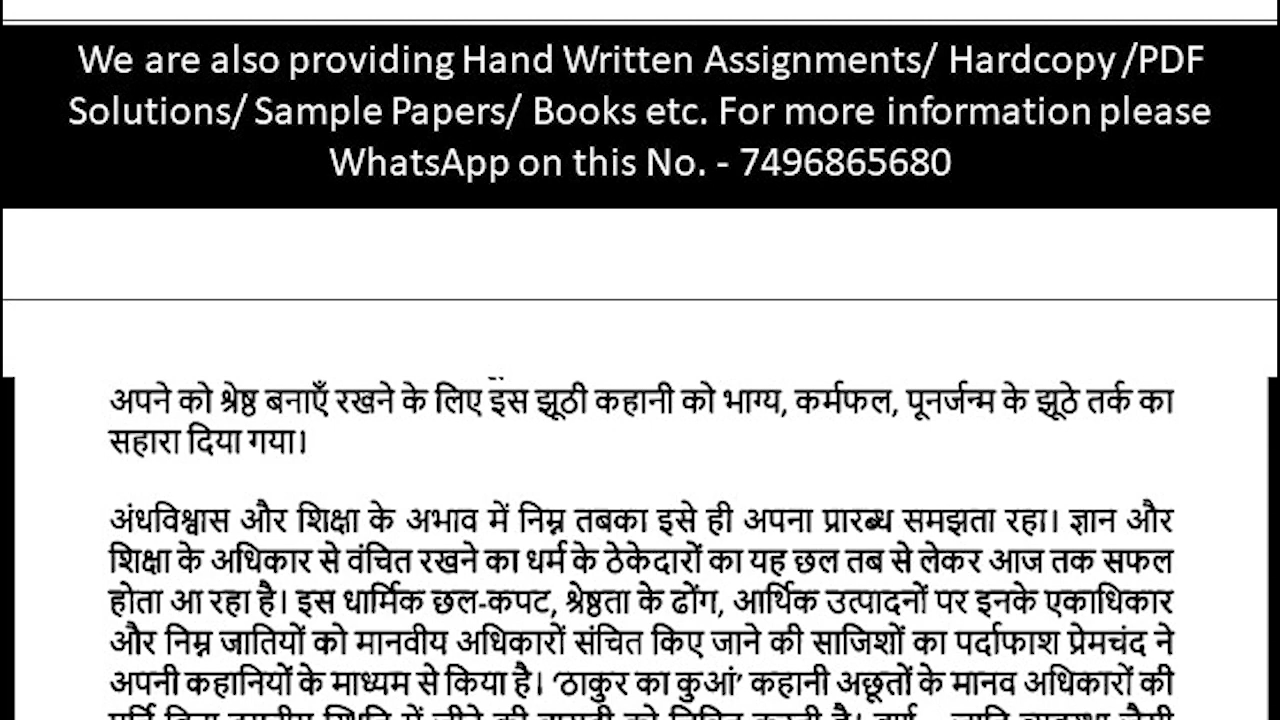 We are also providing Hand Written Assignments/ Hardcopy /PDF
Solutions/ Sample Papers/ Books etc. For more information please
WhatsApp on this No. - 7496865680
अपने को श्रेष्ठ बनाएँ रखने के लिए इस झूठी कहानी को भाग्य, कर्मफल, पूनर्जन्म के झूठे तर्क का
सहारा दिया गया।
अंधविश्वास और शिक्षा के अभाव में निम्न तबका इसे ही अपना प्रारब्ध समझता रहा। ज्ञान और
शिक्षा के अधिकार से वंचित रखने का धर्म के ठेकेदारों का यह छल तब से लेकर आज तक सफल
होता आ रहा है। इस धार्मिक छल-कपट, श्रेष्ठता के ढोंग, आर्थिक उत्पादनों पर इनके एकाधिकार
और निम्न जातियों को मानवीय अधिकारों संचित किए जाने की साजिशों का पर्दाफाश प्रेमचंद ने
अपनी कहानियों के माध्यम से किया है। ‘ठाकुर का कुआं’ कहानी अछूतों के मानव अधिकारों की